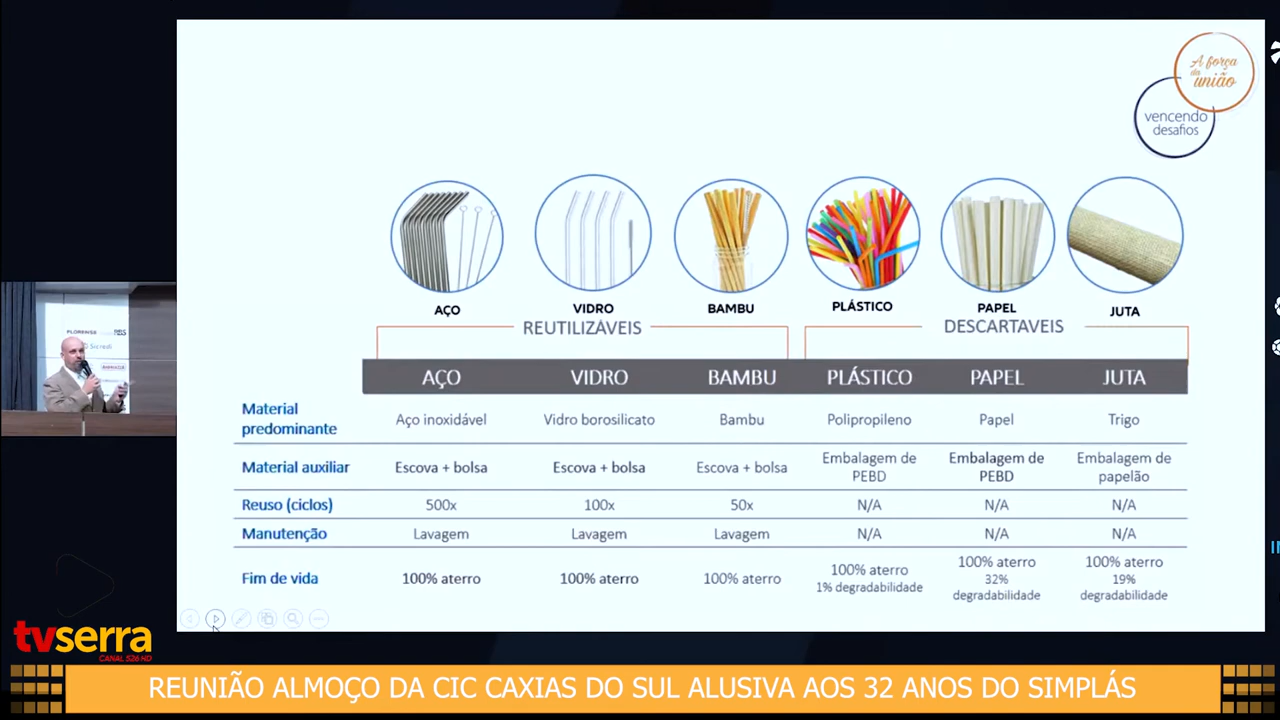 A força
da
união
vencendo
desafios
AÇO
VIDRO
BAMBU
PLÁSTICO
PAPEL
JUTA
REUTILIZÁVEIS
DESCARTAVEIS
AÇO VIDRO BAMBU PLÁSTICO PAPEL JUTA
Material
predominante
Aço inoxidável Vidro borosilicato Bambu Polipropileno Papel Trigo
Material auxiliar Escova + bolsa Escova + bolsa Escova + bolsa
Embalagem de
PEBD
Embalagem de
PEBD
Embalagem de
papelão
Reuso (ciclos) 500x 100x 50x N/A N/A N/A
Manutenção Lavagem Lavagem Lavagem N/A N/A N/A
Fim de vida 100% aterro 100% aterro 100% aterro
100% aterro
1% degradabilidade
100% aterro
32%
degradabilidade
100% aterro
19%
degradabilidade
FLORENSE
Sicredi
tvserra
CANAL 526 ND
REUNIÃO ALMOÇO DA CIC CAXIAS DO SUL ALUSIVA AOS 32 ANOS DO SIMPLÁS